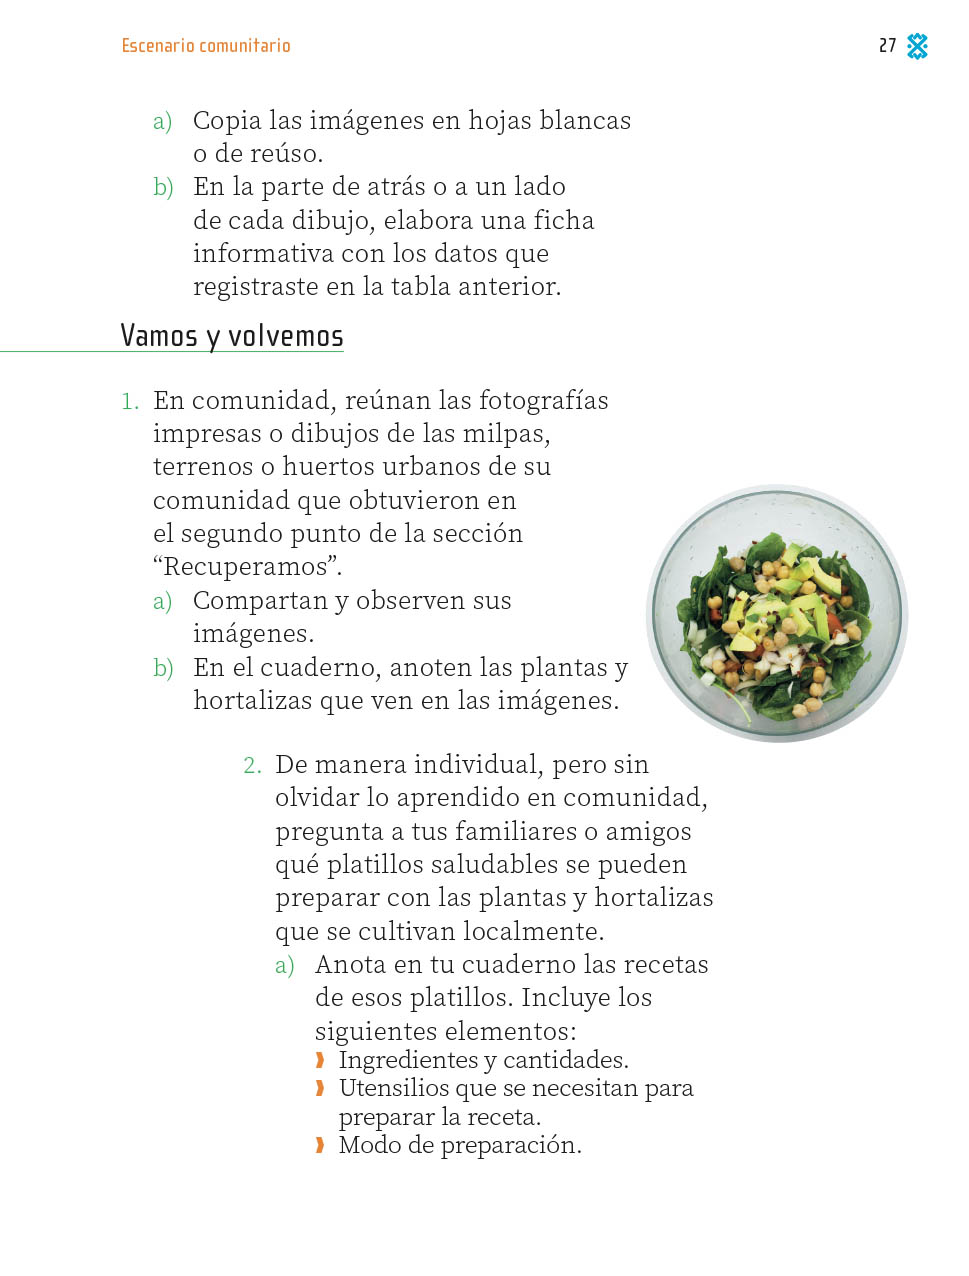 Escenario comunitario
27
a) Copia las imágenes en hojas blancas
o de reúso.
b) En la parte de atrás o a un lado
de cada dibujo, elabora una ficha
informativa con los datos que
registraste en la tabla anterior.
Vamos y volvemos
1. En comunidad, reúnan las fotografías
impresas o dibujos de las milpas,
terrenos o huertos urbanos de su
comunidad que obtuvieron en
el segundo punto de la sección
“Recuperamos”.
a) Compartan y observen sus
imágenes.
b) En el cuaderno, anoten las plantas y
hortalizas que ven en las imágenes.
2. De manera individual, pero sin
olvidar lo aprendido en comunidad,
pregunta a tus familiares o amigos
qué platillos saludables se pueden
preparar con las plantas y hortalizas
que se cultivan localmente.
a) Anota en tu cuaderno las recetas
de esos platillos. Incluye los
siguientes elementos:
Ingredientes y cantidades.
Utensilios que se necesitan para
preparar la receta.
Modo de preparación.